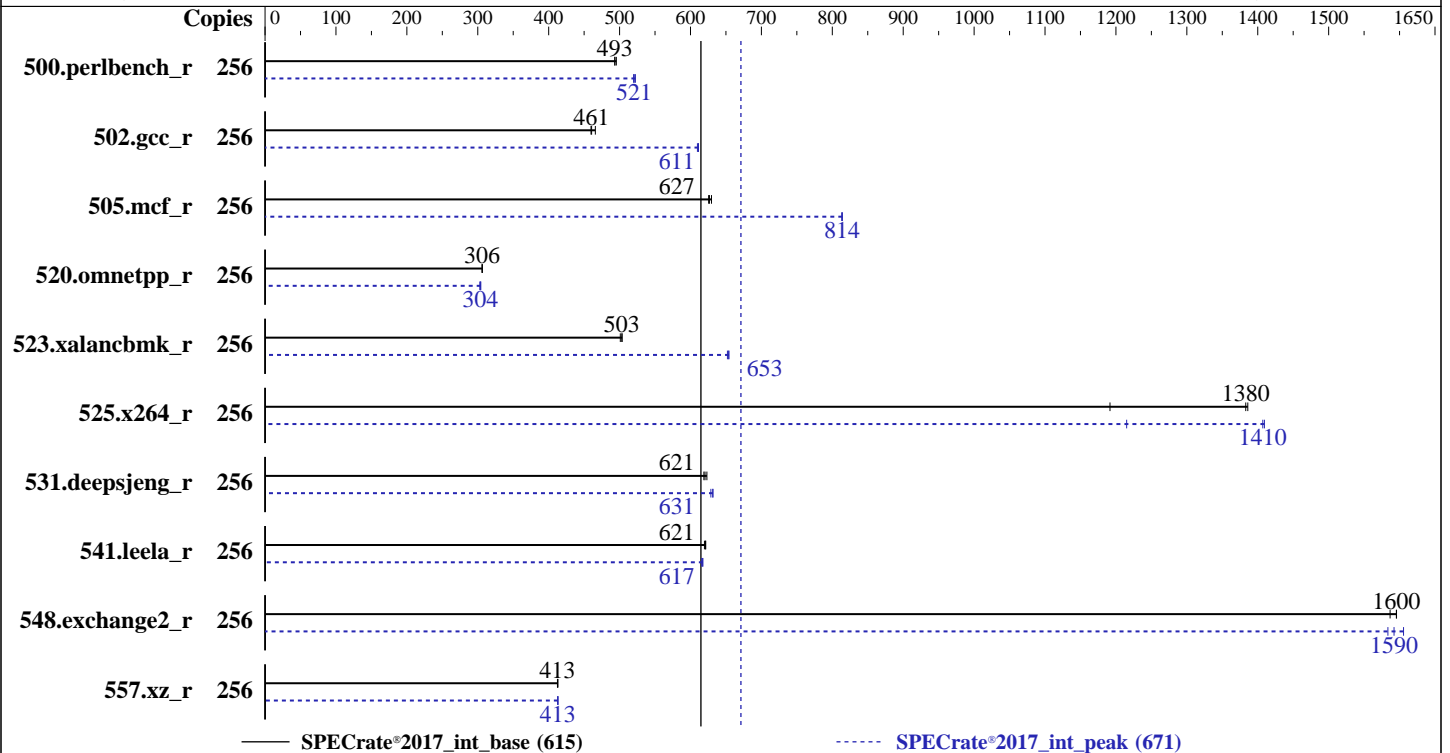 Copies 0 100 200 300 400 500 600 700 800 900 1000 1100 1200 1300 1400 1500 1650
493
500.perlbench_r 256
521
461
502.gcc_r 256
611
627
505.mcf_r 256
814
306
520.omnetpp_r 256
304
503
523.xalancbmk_r 256
653
1380
525.x264_r 256
1410
621
531.deepsjeng_r 256
631
621
541.leela_r 256
617
1600
548.exchange2_r 256
1590
413
557.xz_r 256
413
SPECrate®2017_int_base (615) SPECrate®2017_int_peak (671)